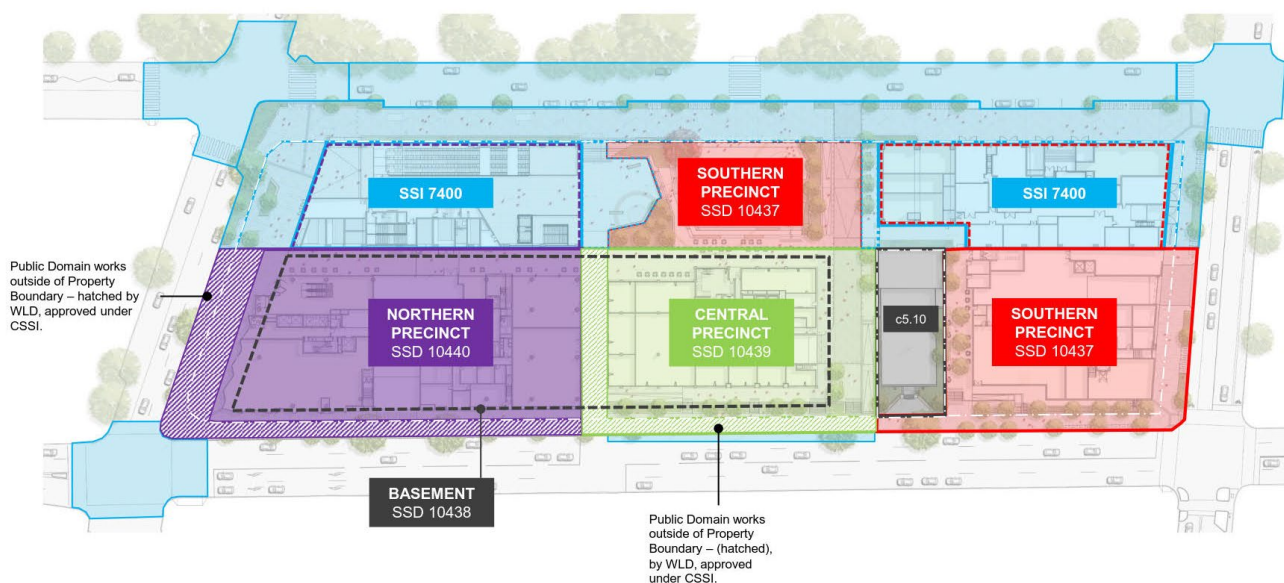 SSI 7400
SOUTHERN
PRECINCT
SSD 10437
SSI 7400
Public Domain works
outside of Property
Boundary – hatched by
WLD, approved under
CSSI.
NORTHERN
PRECINCT
SSD 10440
CENTRAL
PRECINCT
SSD 10439
c5.10
SOUTHERN
PRECINCT
SSD 10437
BASEMENT
SSD 10438
Public Domain works
outside of Property
Boundary – (hatched),
by WLD, approved
under CSSI.